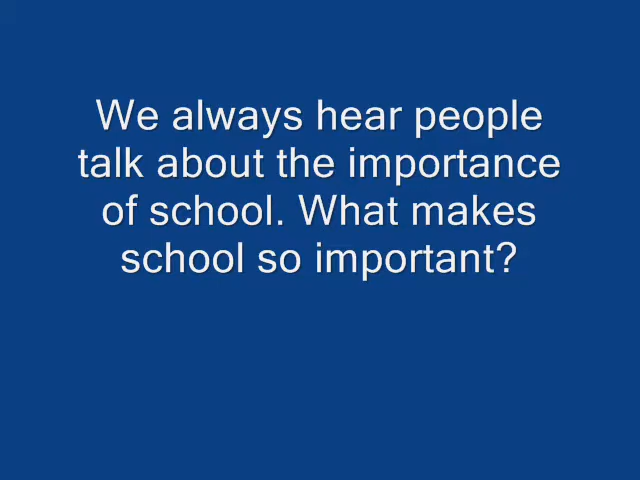 We always hear people
talk about the importance
of school. What makes
school so important?